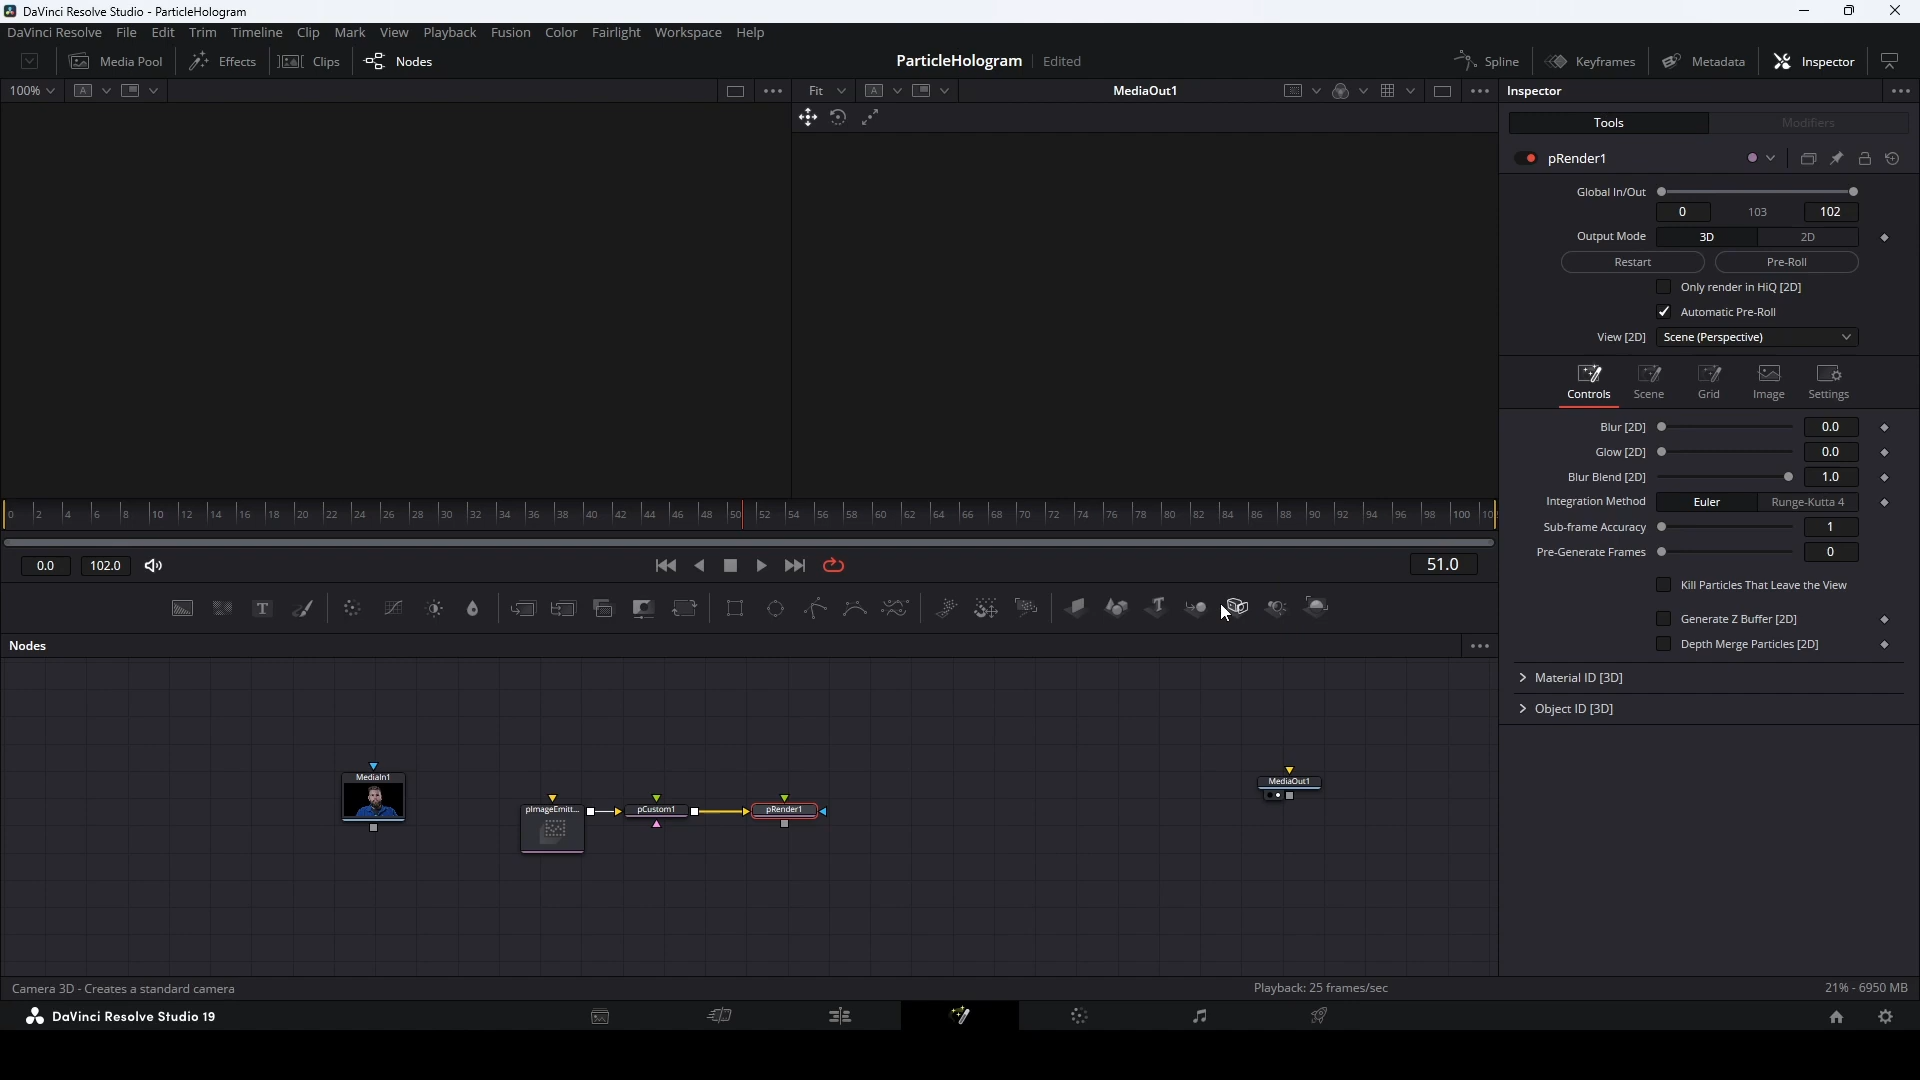 DaVinci Resolve Studio - ParticleHologram
DaVinci Resolve File Edit Trim Timeline Clip Mark View Playback Fusion Color Fairlight Workspace Help
Media Pool Effects Clips Nodes ParticleHologram Edited Spline Keyframes Metadata Inspector
100% A Fit A MediaOut1 Inspector
Tools Modifiers
pRender1
Global In/Out
0 103 102
Output Mode 3D 2D
Restart Pre-Roll
Only render in HiQ [2D]
Automatic Pre-Roll
View [2D] Scene (Perspective)
Controls Scene Grid Image Settings
Blur [2D] 0.0
Glow [2D] 0.0
Blur Blend [2D] 1.0
Integration Method Euler Runge-Kutta 4
Sub-frame Accuracy 1
Pre-Generate Frames 0
Kill Particles That Leave the View
Generate Z Buffer [2D]
Depth Merge Particles [2D]
Material ID [3D]
Object ID [3D]
0 2 4 6 8 10 12 14 16 18 20 22 24 26 28 30 32 34 36 38 40 42 44 46 48 50 52 54 56 58 60 62 64 66 68 70 72 74 76 78 80 82 84 86 88 90 92 94 96 98 100 10
0.0 102.0 51.0
T T
Nodes
MediaIn1 MediaOut1
pImageEmitt... pCustom1 pRender1
Camera 3D - Creates a standard camera Playback: 25 frames/sec 21% - 6950 MB
DaVinci Resolve Studio 19